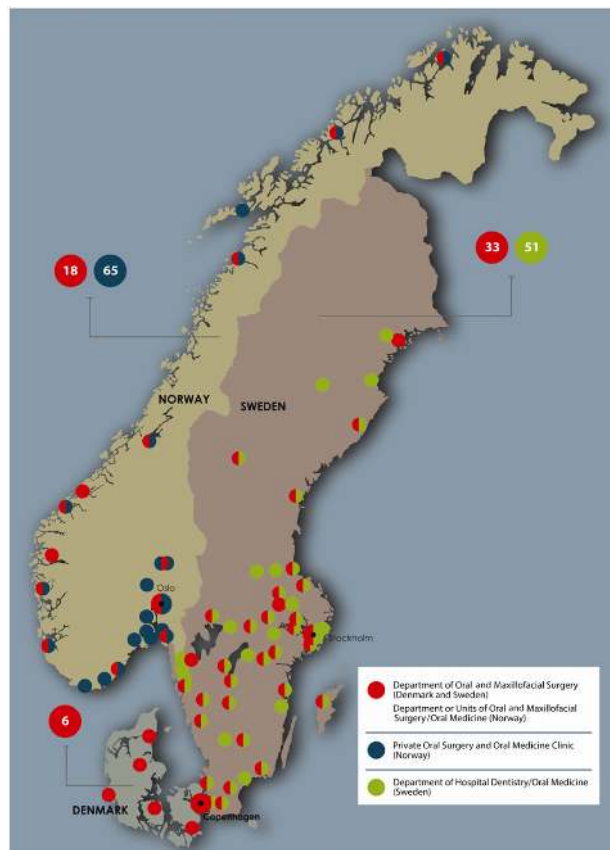 18
65
33
51
NORWAY
SWEDEN
Oslo
Stockholm
6
DENMARK
Copenhagen
Department of Oral and Maxillofacial Surgery
(Denmark and Sweden)
Department or Units of Oral and Maxillofacial
Surgery/Oral Medicine (Norway)
Private Oral Surgery and Oral Medicine Clinic
(Norway)
Department of Hospital Dentistry/Oral Medicine
(Sweden)